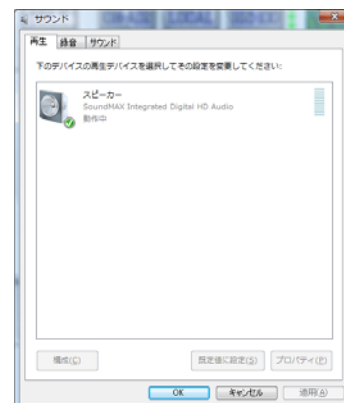 サウンド
再生 録音 サウンド
下のデバイスの再生デバイスを選択してその設定を変更してください:
スピーカー
SoundMAX Integrated Digital HD Audio
動作中
構成(C) 既定値に設定(S) プロパティ(P)
OK キャンセル 適用(A)